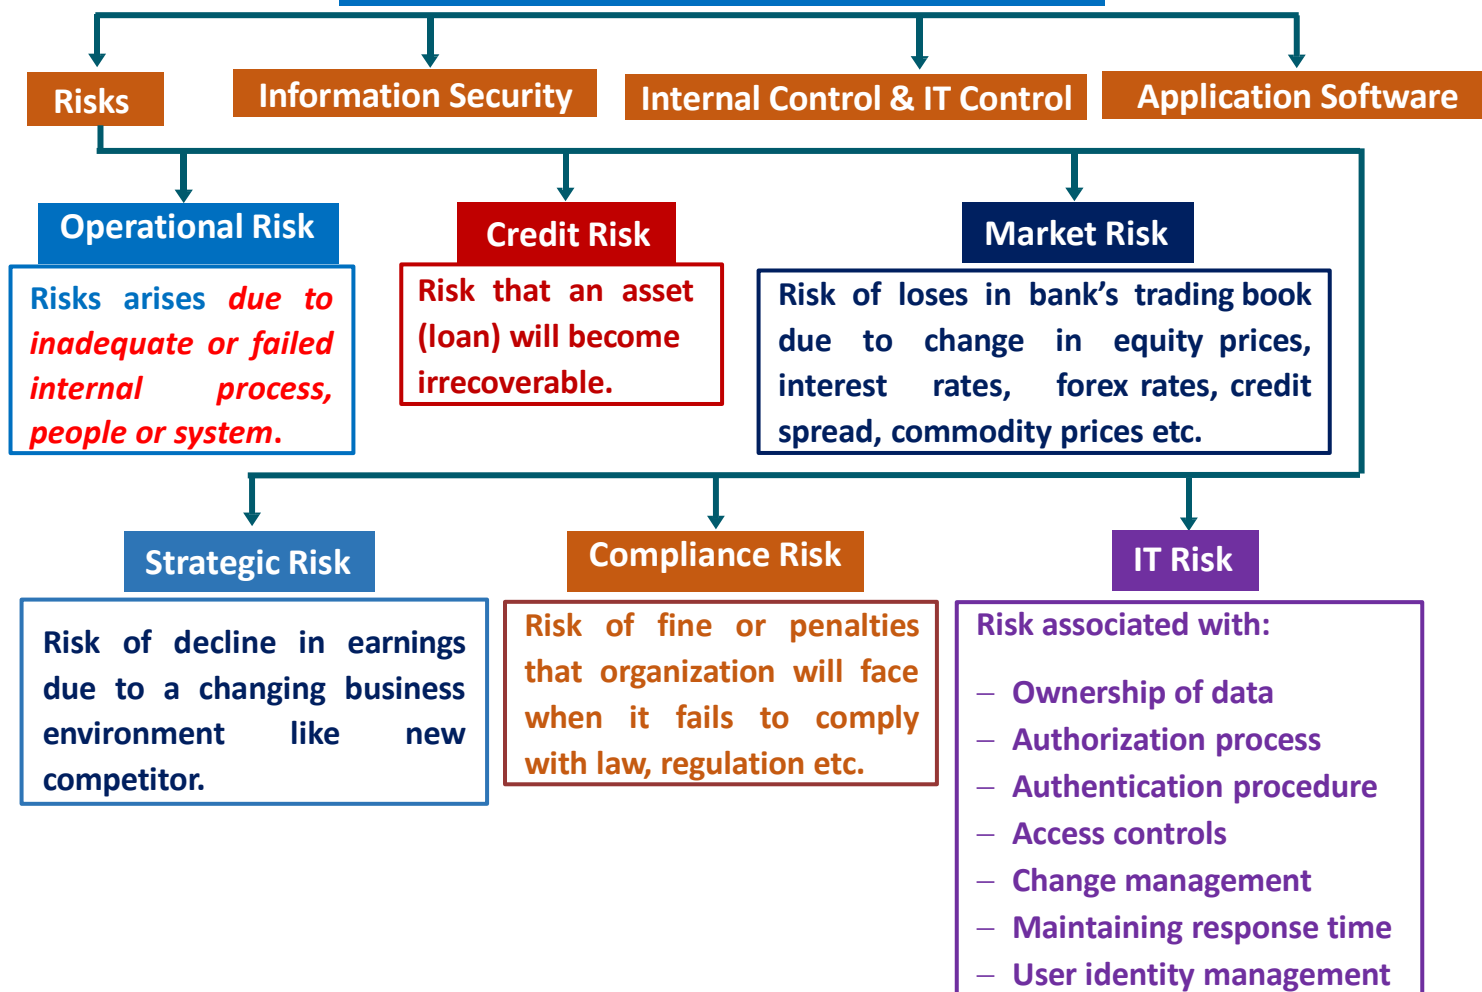 Risks
Information Security
Internal Control & IT Control
Application Software
Operational Risk
Risks arises due to
inadequate or failed
internal process,
people or system.
Credit Risk
Risk that an asset
(loan) will become
irrecoverable.
Market Risk
Risk of loses in bank's trading book
due to change in equity prices,
interest rates, forex rates, credit
spread, commodity prices etc.
Strategic Risk
Risk of decline in earnings
due to a changing business
environment like new
competitor.
Compliance Risk
Risk of fine or penalties
that organization will face
when it fails to comply
with law, regulation etc.
IT Risk
Risk associated with:
– Ownership of data
– Authorization process
– Authentication procedure
– Access controls
– Change management
– Maintaining response time
– User identity management